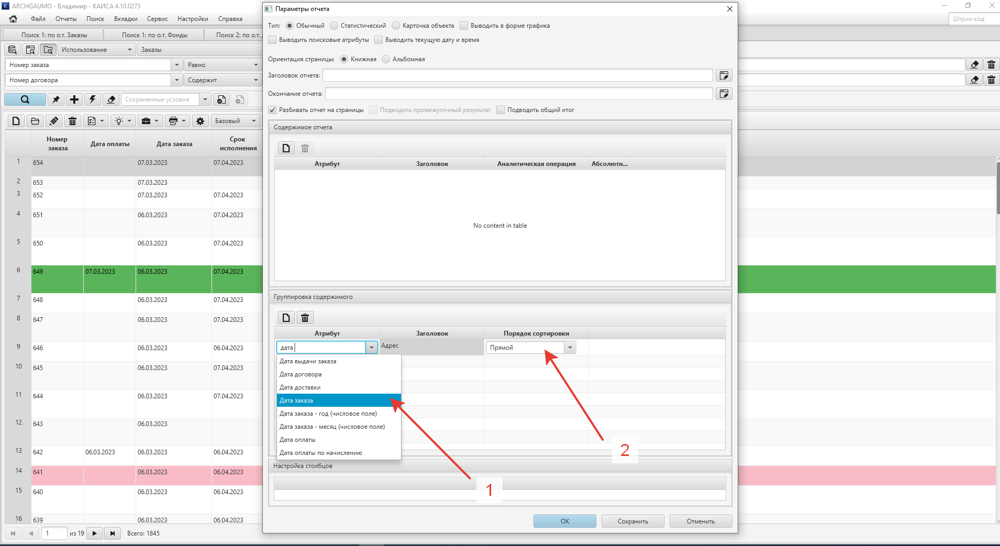 ARCHGAUMO - Владимир - КАИСА 4.10.0273
Файл Отчеты Поиск Вкладки Сервис Настройки Справка
Штрих-код
Поиск 1: по о.т. Заказы Поиск 1: по о.т. Фонды Поиск 2: по о.т.
Использование Заказы
Номер заказа Равно
Номер договора Содержит
Сохраненные условия
Базовый
Номер заказа Дата оплаты Дата заказа Срок исполнения
1 654 07.03.2023 07.04.2023
2 653 07.03.2023
3 652 07.03.2023 07.04.2023
4 651 06.03.2023 07.04.2023
5 650 06.03.2023 07.04.2023
6 649 07.03.2023 06.03.2023 07.04.2023
7 648 06.03.2023 07.04.2023
8 647 06.03.2023 07.04.2023
9 646 06.03.2023 06.04.2023
10 645 06.03.2023 07.04.2023
11 644 06.03.2023 07.04.2023
12 643 06.03.2023
13 642 06.03.2023 06.03.2023 06.04.2023
14 641 06.03.2023 06.04.2023
15 640 06.03.2023 06.04.2023
16 639 06.03.2023 06.04.2023
1 из 19 Всего: 1845
Параметры отчета
Тип: Обычный Статистический Карточка объекта Выводить в форме графика
Выводить поисковые атрибуты Выводить текущую дату и время
Ориентация страницы: Книжная Альбомная
Заголовок отчета:
Окончание отчета:
Разбивать отчет на страницы Подводить промежуточный результат Подводить общий итог
Содержимое отчета
Атрибут Заголовок Аналитическая операция Абсолютн...
No content in table
Группировка содержимого
Атрибут Заголовок Порядок сортировки
дата Адрес Прямой
Дата выдачи заказа
Дата договора
Дата доставки
Дата заказа
Дата заказа - год (числовое поле)
Дата заказа - месяц (числовое поле)
Дата оплаты
Дата оплаты по начислению
2
Настройка столбцов
1
OK Сохранить Отменить